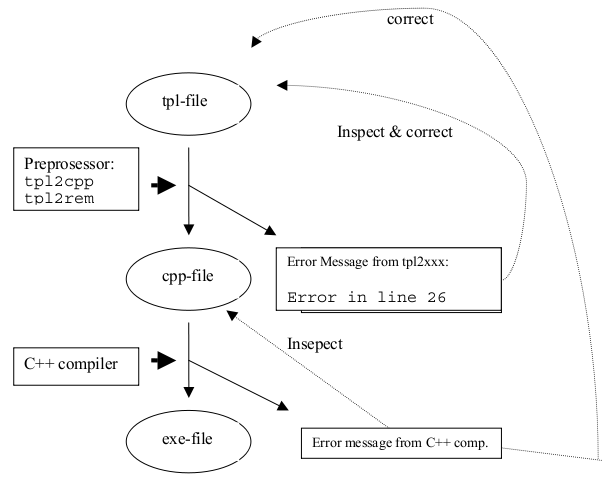 correct
tpl-file
Inspect & correct
Preprosessor:
tpl2cpp
tpl2rem
Error Message from tpl2xxx:
cpp-file
Error in line 26
Insepect
C++ compiler
exe-file
Error message from C++ comp.